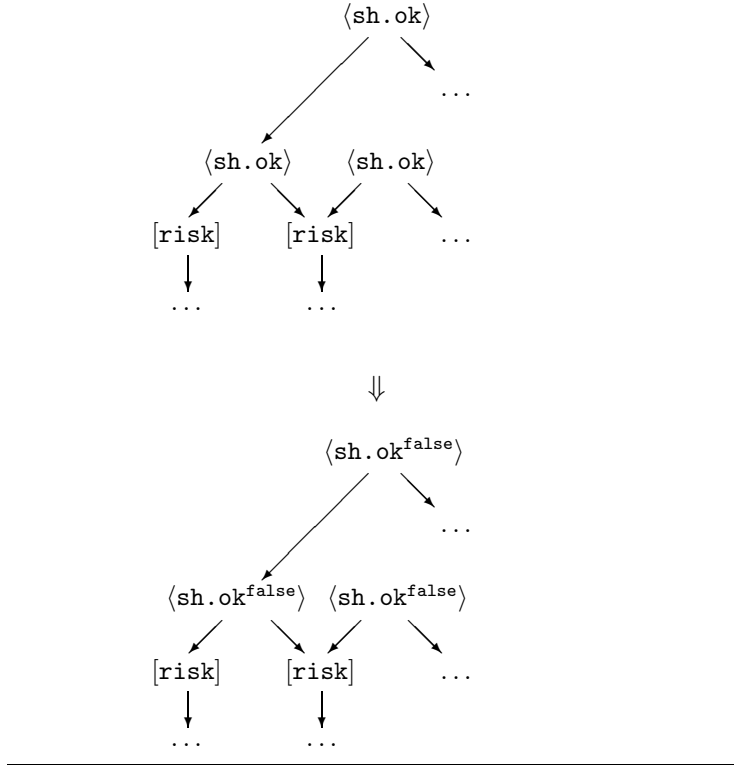 ⟨sh.ok⟩
...
⟨sh.ok⟩ ⟨sh.ok⟩
[risk] [risk] ...
... ...
⇓
⟨sh.ok^false⟩
...
⟨sh.ok^false⟩ ⟨sh.ok^false⟩
[risk] [risk] ...
... ...